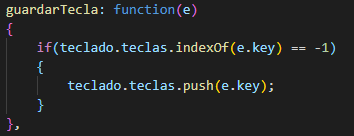 guardarTecla: function(e)
{
    if(teclado.teclas.indexOf(e.key) == -1)
    {
        teclado.teclas.push(e.key);
    }
},